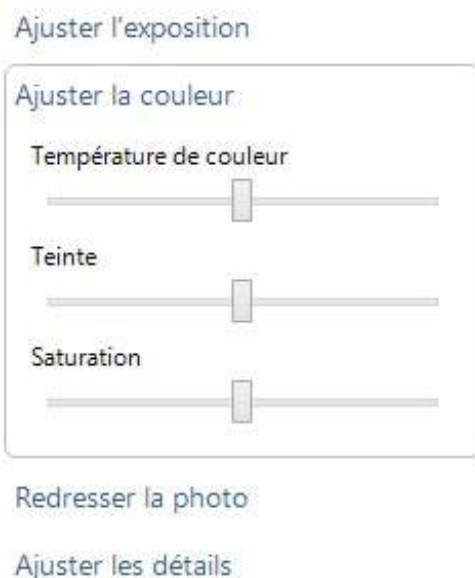 Ajuster l'exposition
Ajuster la couleur
Température de couleur
Teinte
Saturation
Redresser la photo
Ajuster les détails